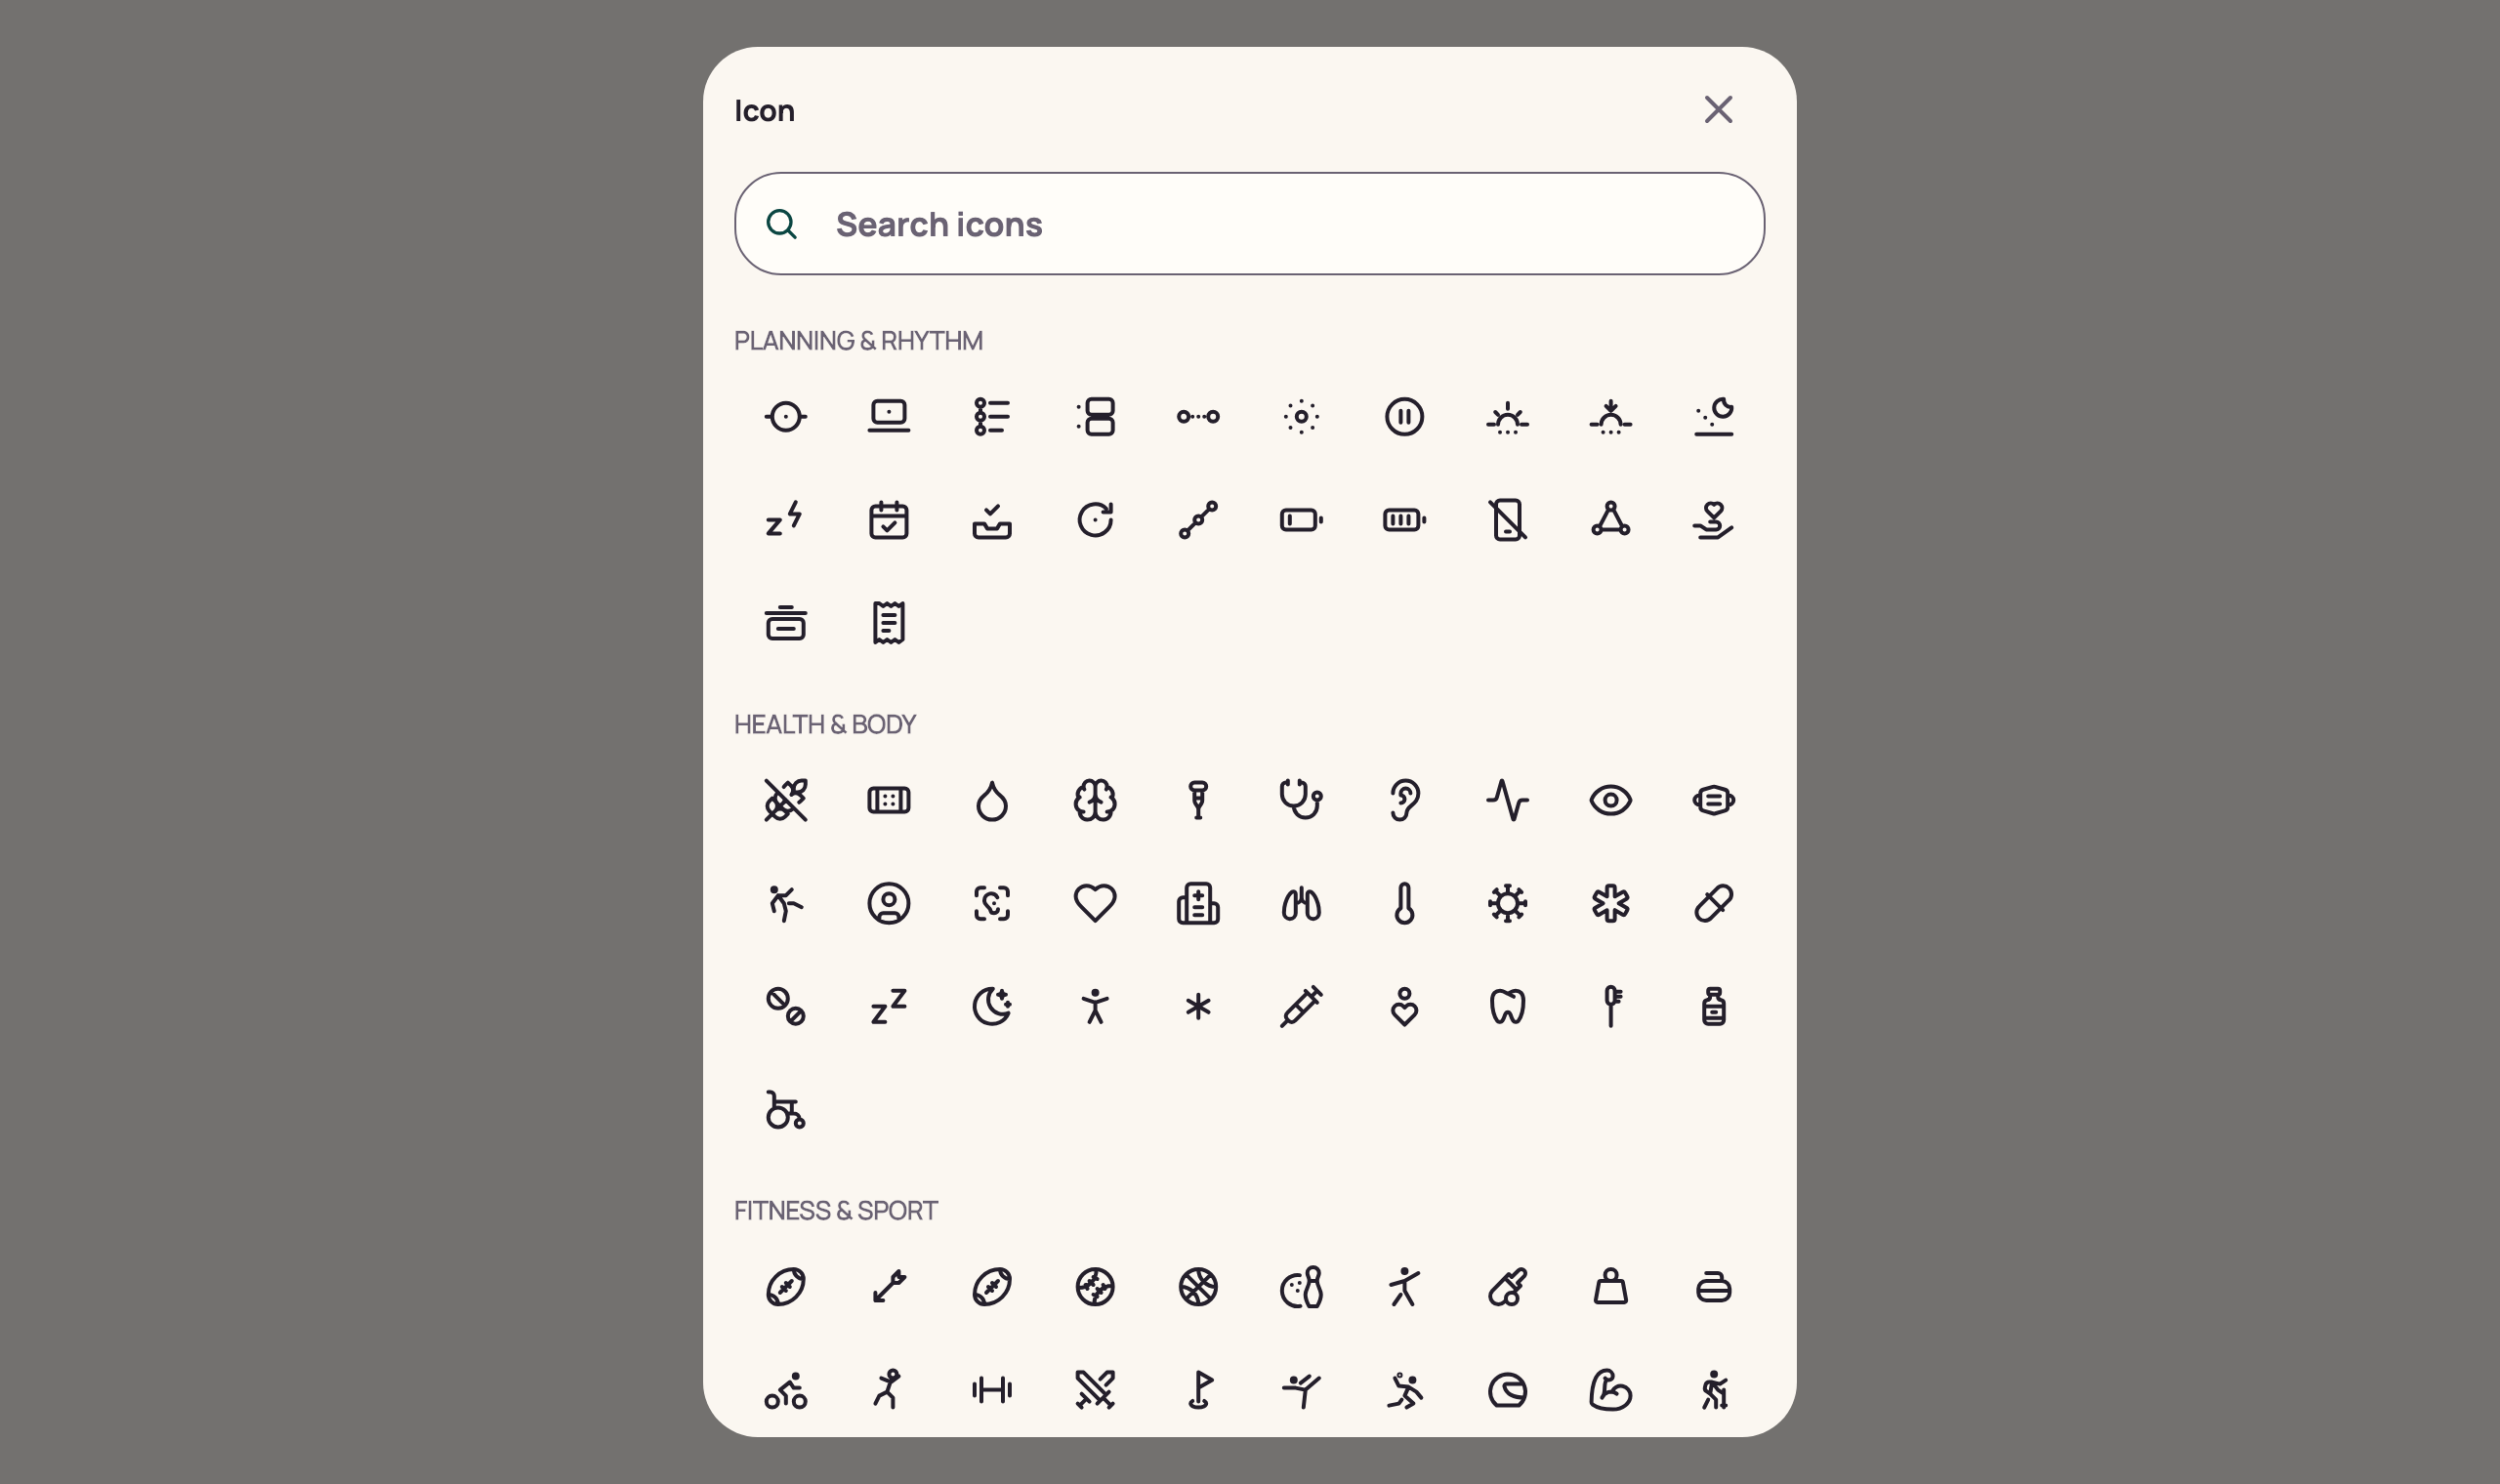 Icon
Search icons
PLANNING & RHYTHM
HEALTH & BODY
FITNESS & SPORT